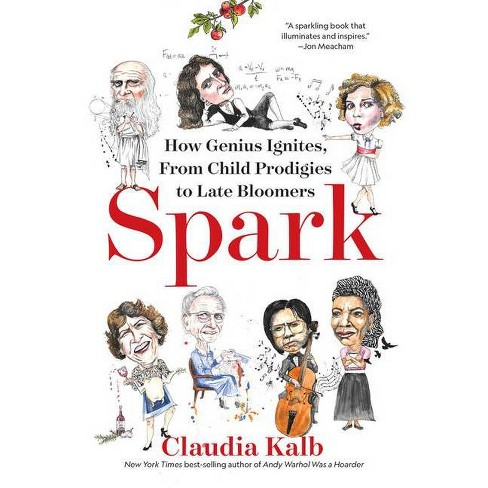 "A sparkling book that
illuminates and inspires."
—Jon Meacham
How Genius Ignites,
From Child Prodigies
to Late Bloomers
Spark
Claudia Kalb
New York Times best-selling author of Andy Warhol Was a Hoarder